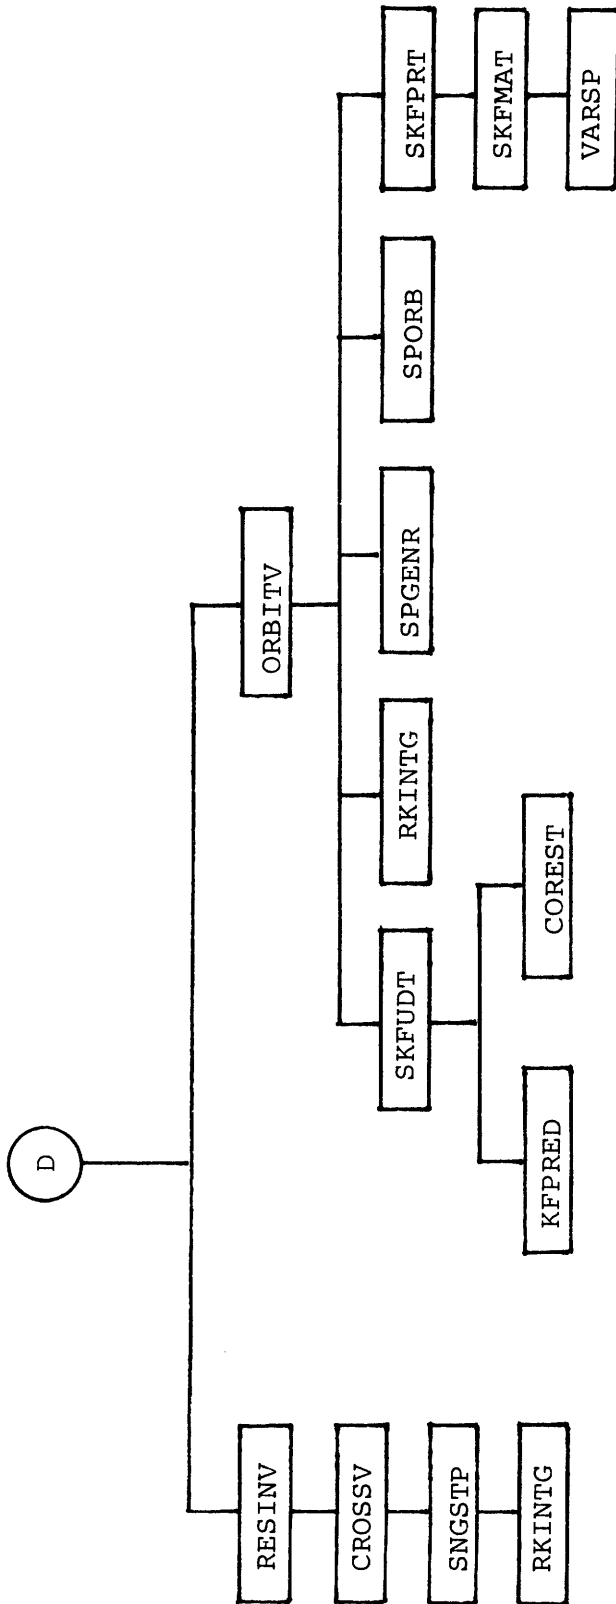 D
RESINV
ORBITV
CROSSV
SKFUDT
RKINTG
SPGENR
SPORB
SKFPRT
SNGSTP
SKFMAT
RKINTG
KFPRED
COREST
VARSP